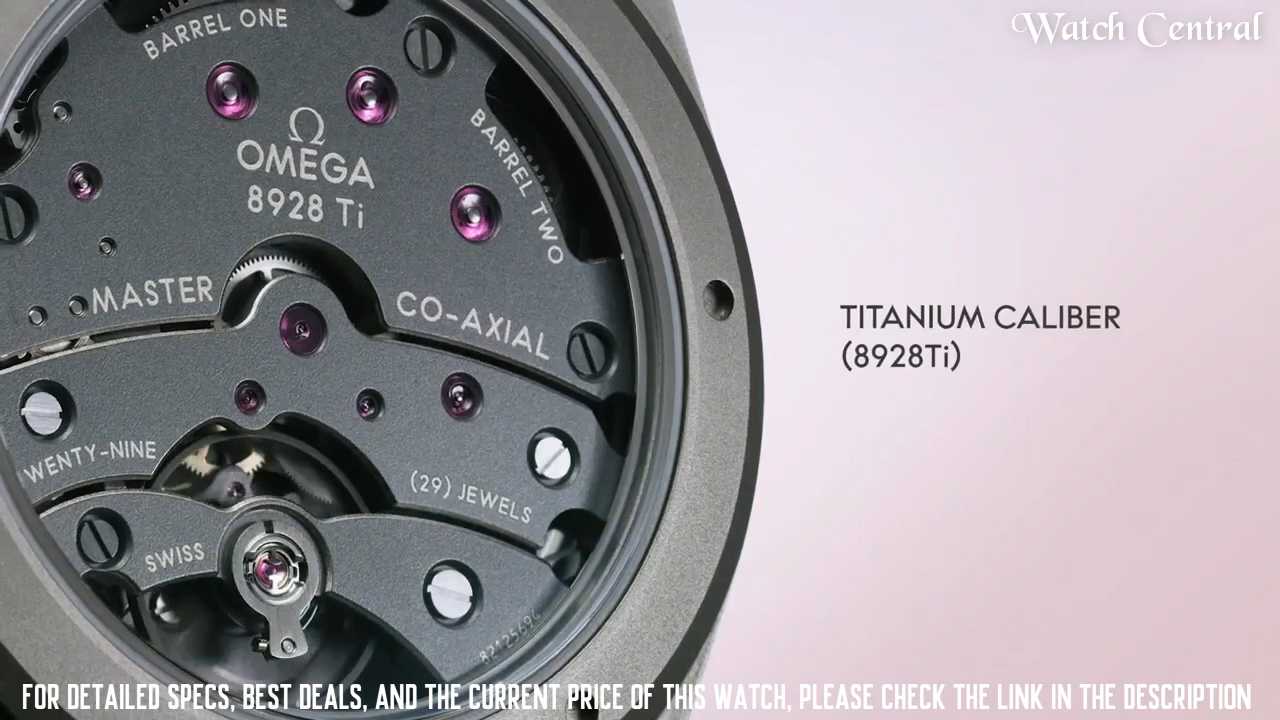 Watch Central
BARREL ONE
BARREL TWO
Ω
OMEGA
8928 Ti
MASTER
CO-AXIAL
TITANIUM CALIBER
(8928Ti)
WENTY-NINE
(29) JEWELS
SWISS
FOR DETAILED SPECS, BEST DEALS, AND THE CURRENT PRICE OF THIS WATCH, PLEASE CHECK THE LINK IN THE DESCRIPTION